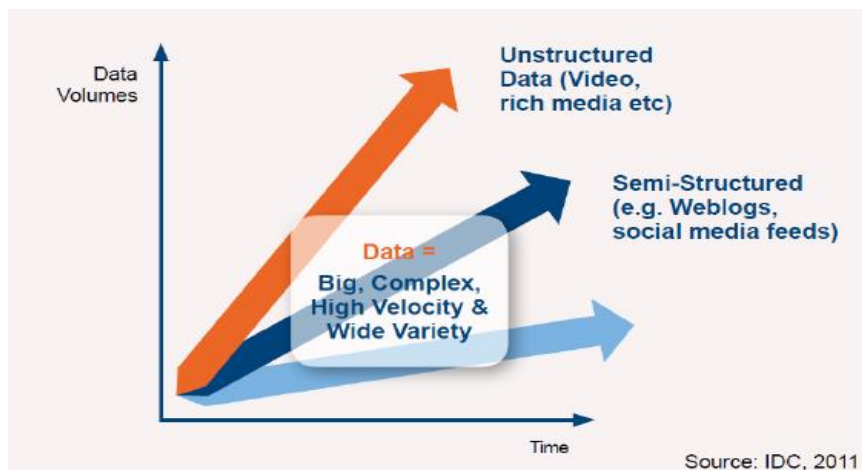 Data
Volumes
Unstructured
Data (Video,
rich media etc)
Semi-Structured
(e.g. Weblogs,
social media feeds)
Data =
Big, Complex,
High Velocity &
Wide Variety
Time
Source: IDC, 2011